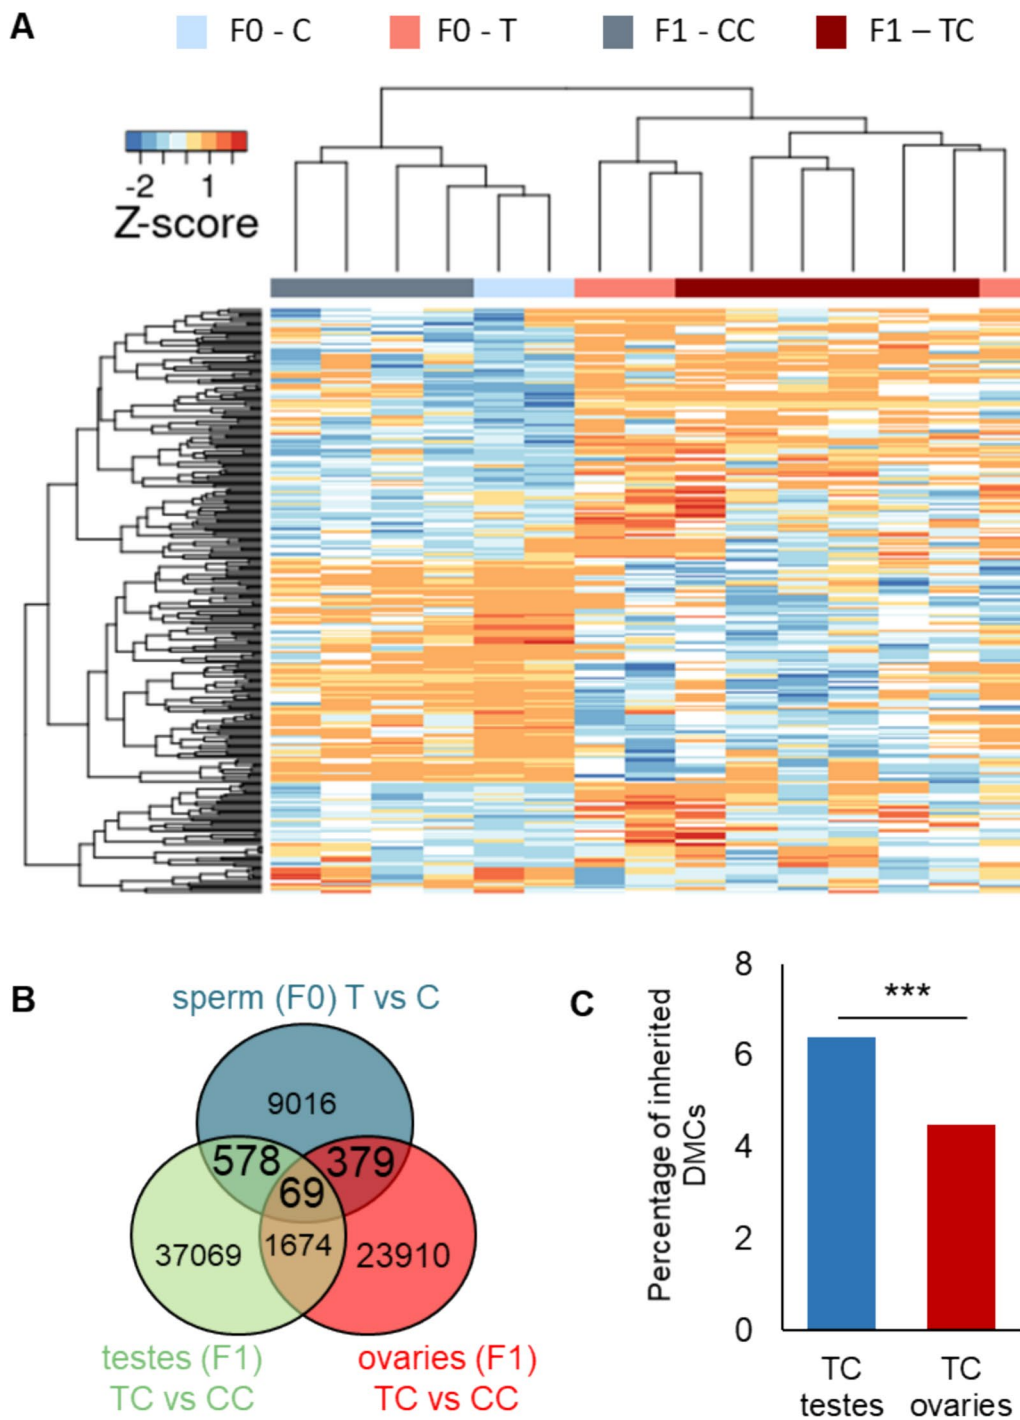 A
F0 - C
F0 - T
F1 - CC
F1 – TC
-2 1
Z-score
B
sperm (F0) T vs C
9016
578
379
69
37069
1674
23910
testes (F1)
TC vs CC
ovaries (F1)
TC vs CC
C
Percentage of inherited
DMCs
8
6
4
2
0
***
TC
testes
TC
ovaries